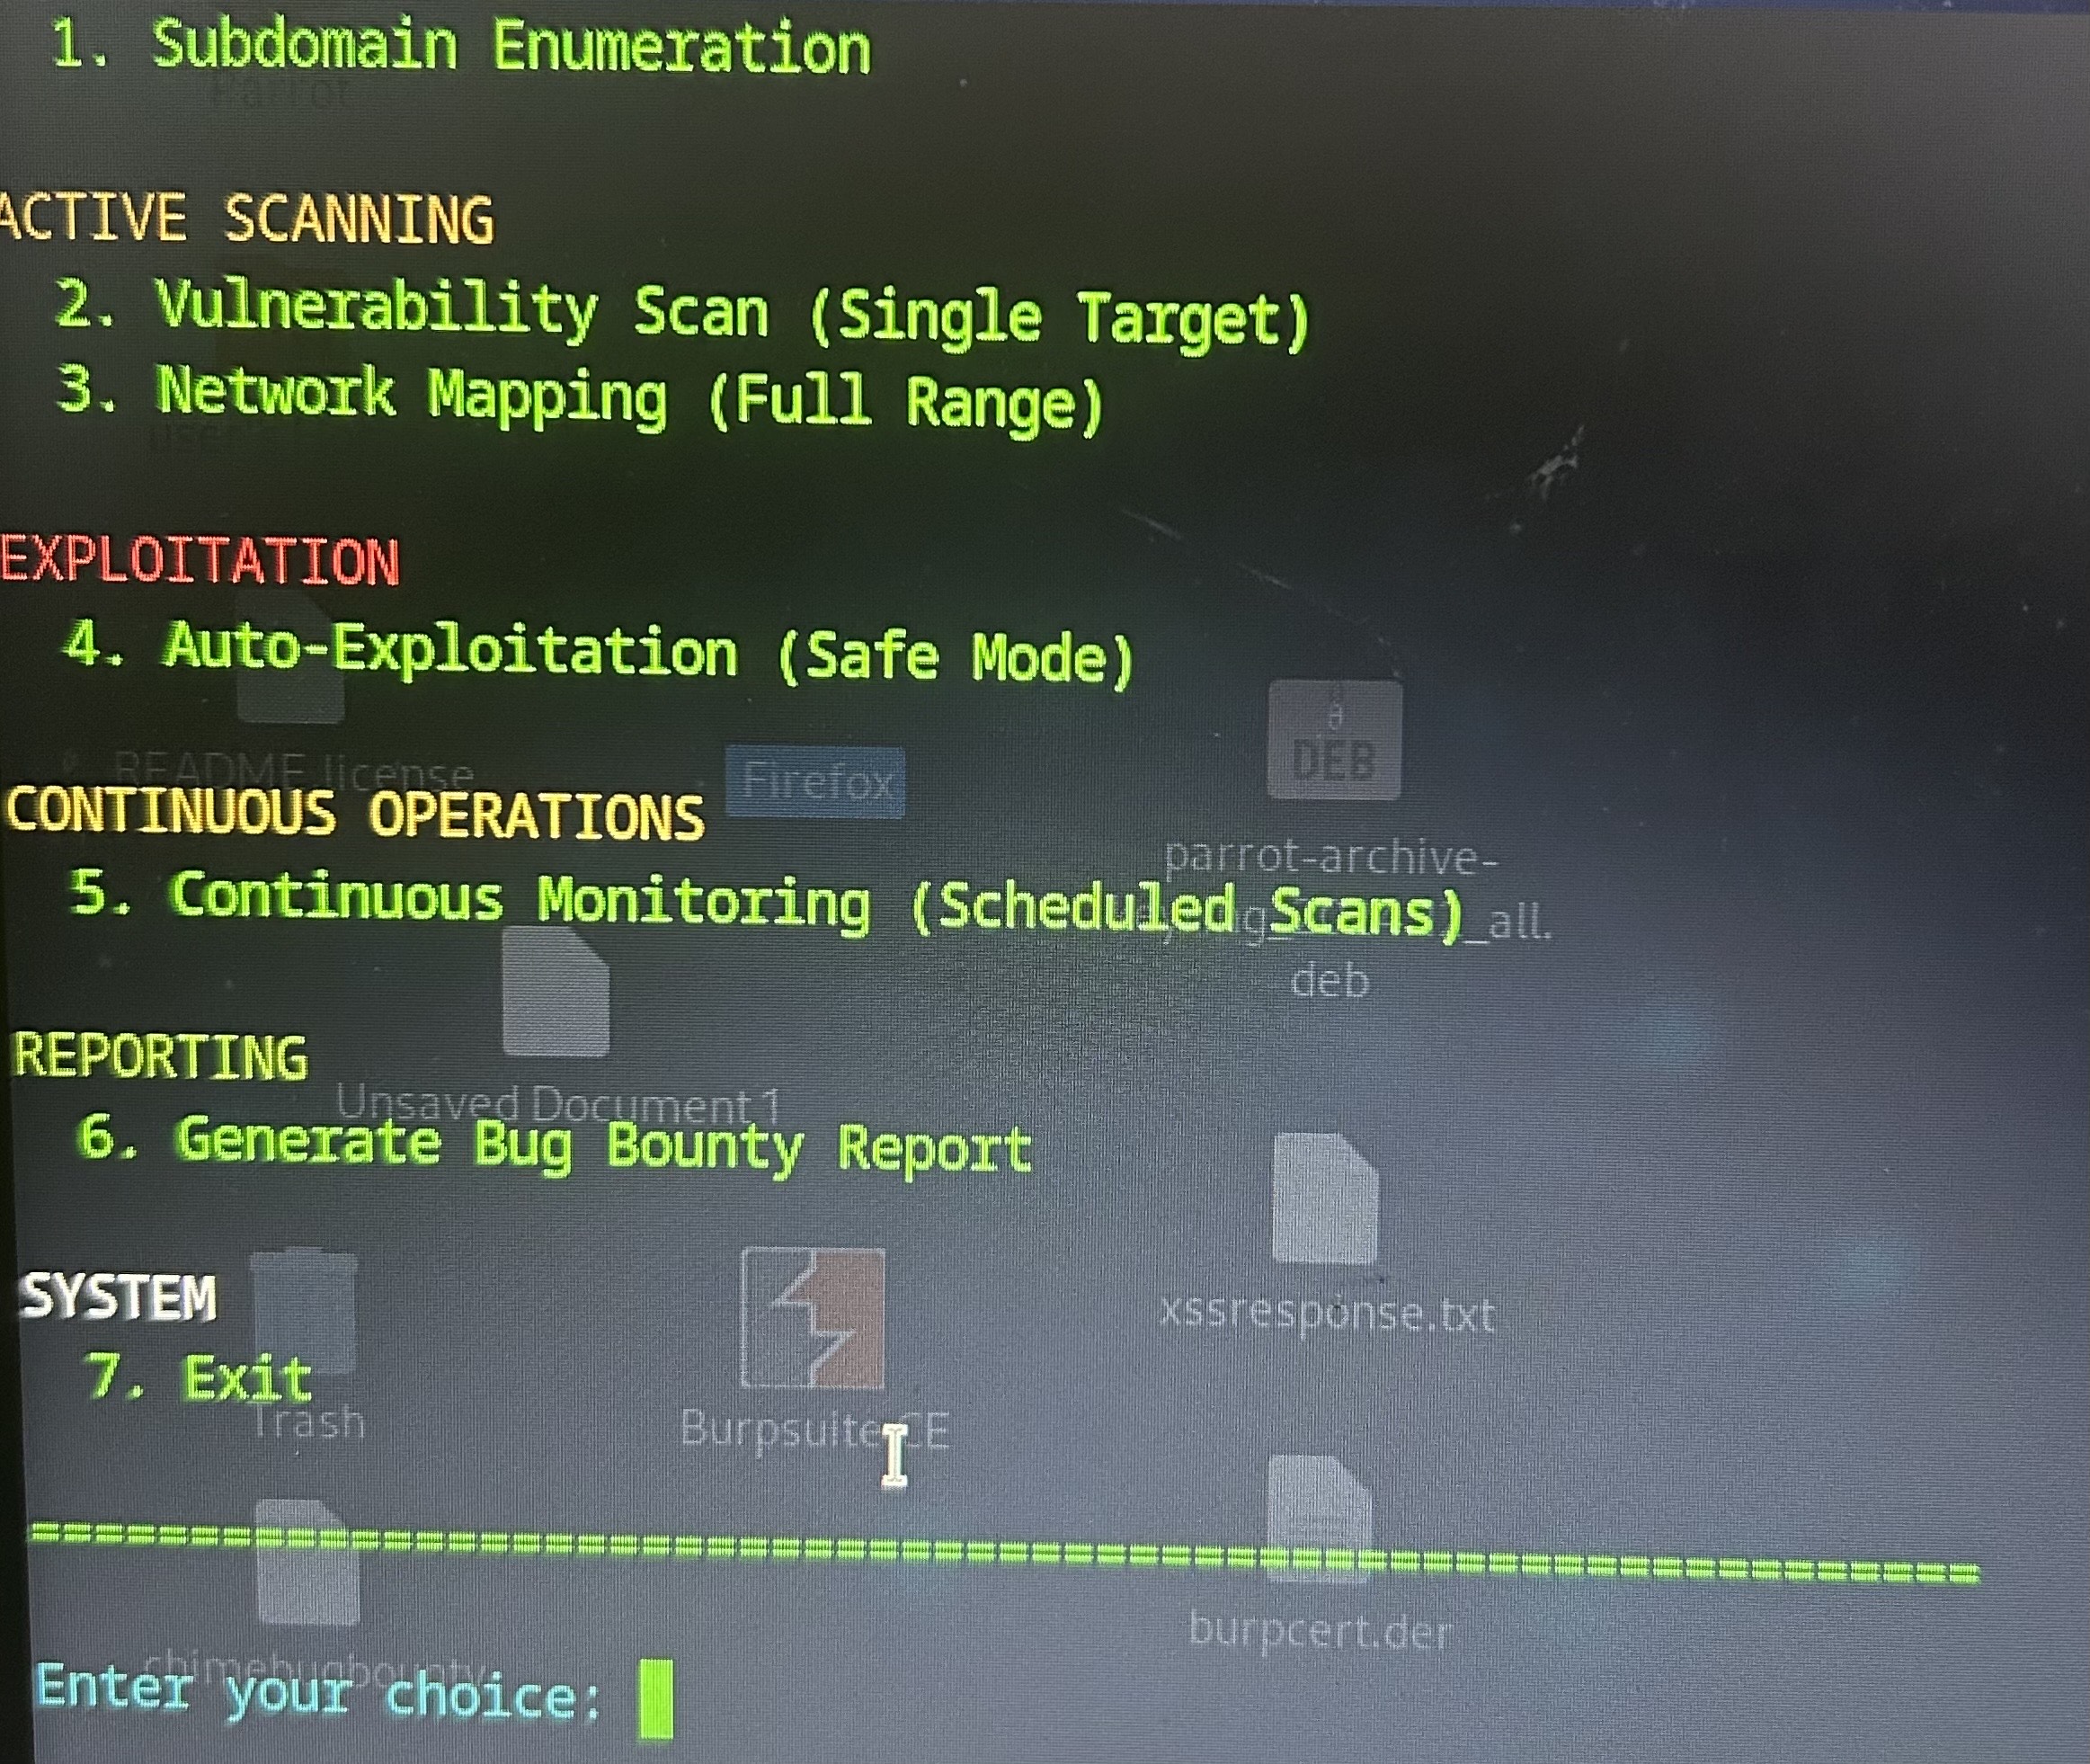 1. Subdomain Enumeration
Parrot
ACTIVE SCANNING
2. Vulnerability Scan (Single Target)
3. Network Mapping (Full Range)
EXPLOITATION
4. Auto-Exploitation (Safe Mode)
README.license
Firefox
DEB
CONTINUOUS OPERATIONS
parrot-archive-
5. Continuous Monitoring (Scheduled Scans)
_all.
deb
REPORTING
Unsaved Document 1
6. Generate Bug Bounty Report
SYSTEM
xssresponse.txt
7. Exit
Trash
Burpsuite CE
================================================
burpcert.der
chimebugbounty
Enter your choice: